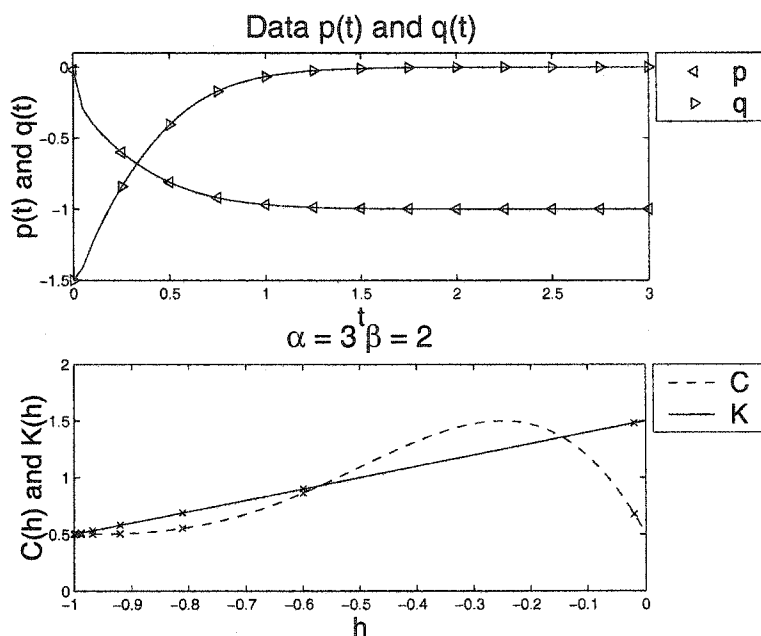 Data p(t) and q(t)
p(t) and q(t)
0
−0.5
−1
−1.5
0 0.5 1 1.5 2 2.5 3
t
p
q
α = 3 β = 2
C(h) and K(h)
2
1.5
1
0.5
0
−1 −0.9 −0.8 −0.7 −0.6 −0.5 −0.4 −0.3 −0.2 −0.1 0
h
C
K